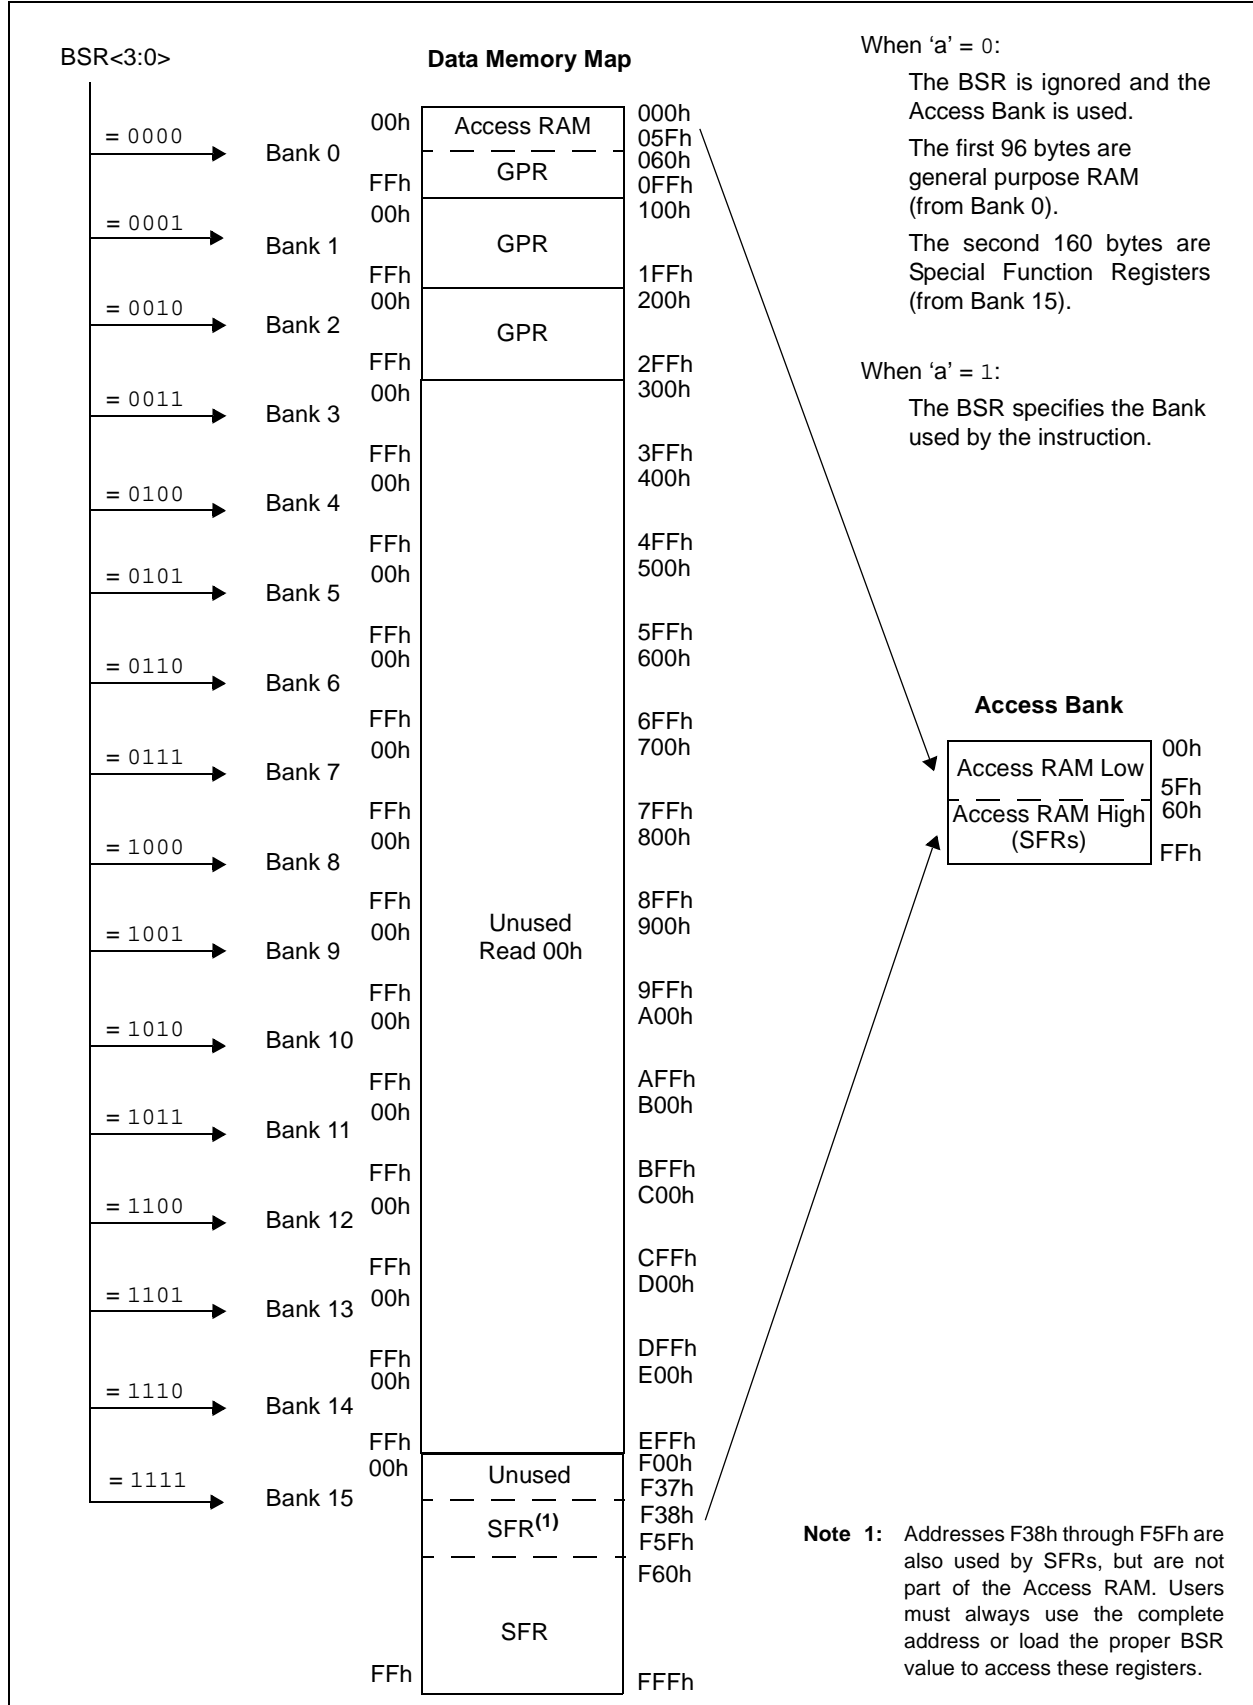 BSR<3:0>
Data Memory Map
When ‘a’ = 0:
The BSR is ignored and the
Access Bank is used.
The first 96 bytes are
general purpose RAM
(from Bank 0).
The second 160 bytes are
Special Function Registers
(from Bank 15).
When ‘a’ = 1:
The BSR specifies the Bank
used by the instruction.
= 0000
Bank 0
00h
Access RAM
000h
05Fh
060h
GPR
FFh
0FFh
= 0001
Bank 1
00h
100h
GPR
FFh
1FFh
= 0010
Bank 2
00h
200h
GPR
FFh
2FFh
= 0011
Bank 3
00h
300h
FFh
3FFh
= 0100
Bank 4
00h
400h
FFh
4FFh
= 0101
Bank 5
00h
500h
FFh
5FFh
= 0110
Bank 6
00h
600h
FFh
6FFh
= 0111
Bank 7
00h
700h
FFh
7FFh
= 1000
Bank 8
00h
800h
FFh
8FFh
= 1001
Bank 9
00h
900h
Unused
Read 00h
FFh
9FFh
= 1010
Bank 10
00h
A00h
FFh
AFFh
= 1011
Bank 11
00h
B00h
FFh
BFFh
= 1100
Bank 12
00h
C00h
FFh
CFFh
= 1101
Bank 13
00h
D00h
FFh
DFFh
= 1110
Bank 14
00h
E00h
FFh
EFFh
= 1111
Bank 15
00h
F00h
Unused
F37h
F38h
SFR(1)
F5Fh
F60h
SFR
FFh
FFFh
Access Bank
Access RAM Low
00h
5Fh
Access RAM High
(SFRs)
60h
FFh
Note 1: Addresses F38h through F5Fh are
also used by SFRs, but are not
part of the Access RAM. Users
must always use the complete
address or load the proper BSR
value to access these registers.